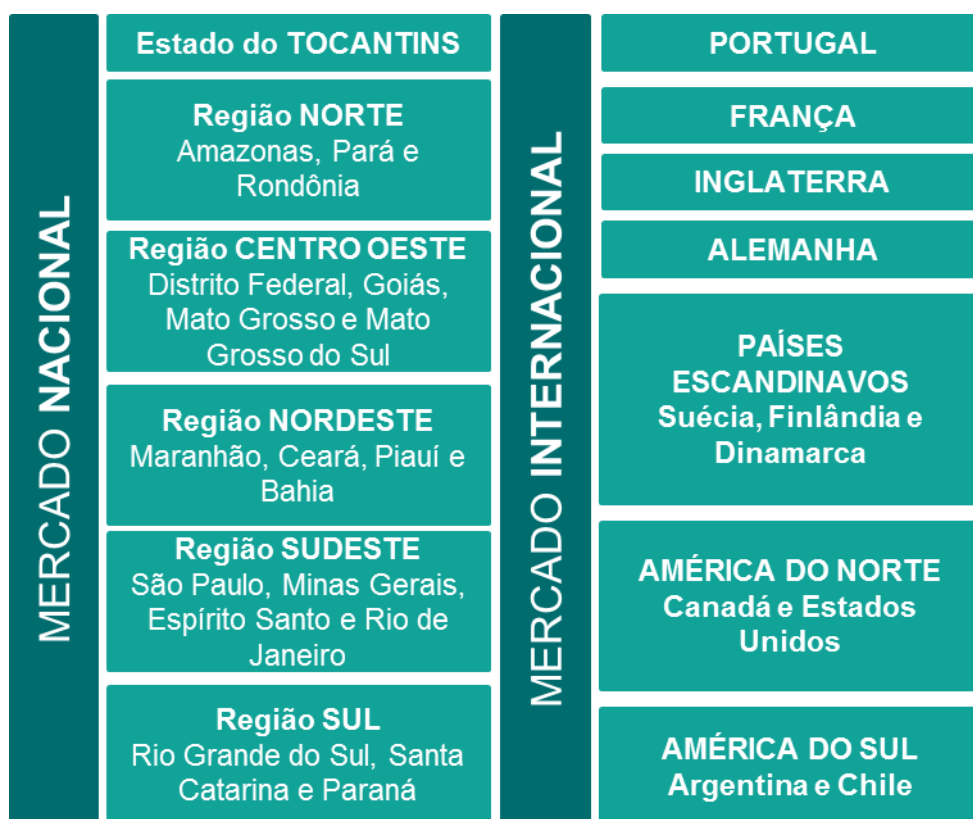 MERCADO NACIONAL
Estado do TOCANTINS
Região NORTE
Amazonas, Pará e
Rondônia
Região CENTRO OESTE
Distrito Federal, Goiás,
Mato Grosso e Mato
Grosso do Sul
Região NORDESTE
Maranhão, Ceará, Piauí e
Bahia
Região SUDESTE
São Paulo, Minas Gerais,
Espírito Santo e Rio de
Janeiro
Região SUL
Rio Grande do Sul, Santa
Catarina e Paraná
MERCADO INTERNACIONAL
PORTUGAL
FRANÇA
INGLATERRA
ALEMANHA
PAÍSES
ESCANDINAVOS
Suécia, Finlândia e
Dinamarca
AMÉRICA DO NORTE
Canadá e Estados
Unidos
AMÉRICA DO SUL
Argentina e Chile